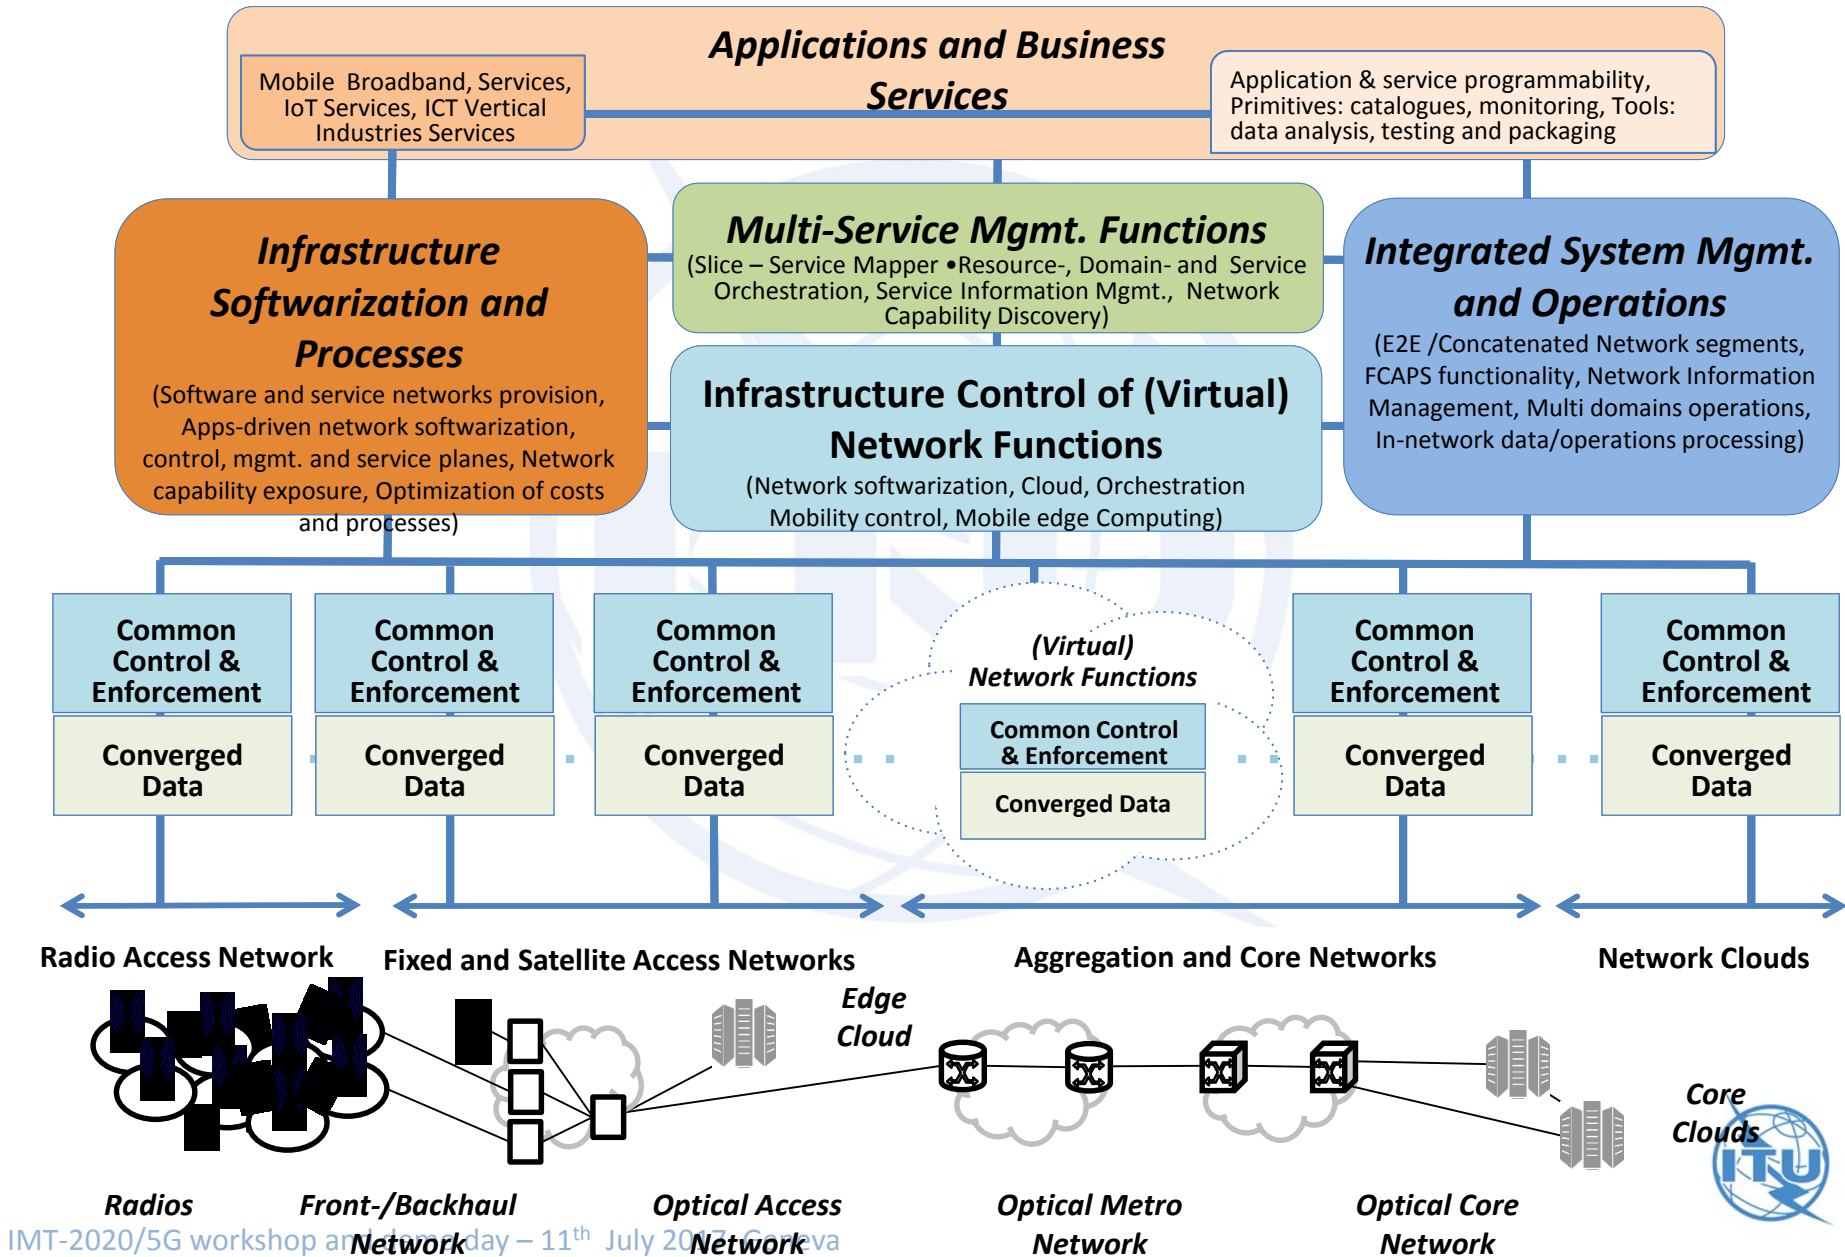 Applications and Business
Services
Mobile  Broadband, Services,
IoT Services, ICT Vertical
Industries Services
Application & service programmability,
Primitives: catalogues, monitoring, Tools:
data analysis, testing and packaging
Infrastructure
Softwarization and
Processes
(Software and service networks provision,
Apps-driven network softwarization,
control, mgmt. and service planes, Network
capability exposure, Optimization of costs
and processes)
Multi-Service Mgmt. Functions
(Slice – Service Mapper •Resource-, Domain- and  Service
Orchestration, Service Information Mgmt.,  Network
Capability Discovery)
Infrastructure Control of (Virtual)
Network Functions
(Network softwarization, Cloud, Orchestration
Mobility control, Mobile edge Computing)
Integrated System Mgmt.
and Operations
(E2E /Concatenated Network segments,
FCAPS functionality, Network Information
Management, Multi domains operations,
In-network data/operations processing)
Common
Control &
Enforcement
Converged
Data
Common
Control &
Enforcement
Converged
Data
Common
Control &
Enforcement
Converged
Data
(Virtual)
Network Functions
Common Control
& Enforcement
Converged Data
Common
Control &
Enforcement
Converged
Data
Common
Control &
Enforcement
Converged
Data
Radio Access Network
Fixed and Satellite Access Networks
Aggregation and Core Networks
Network Clouds
Edge
Cloud
Core
Clouds
ITU
Radios
Front-/Backhaul
Network
Optical Access
Network
Optical Metro
Network
Optical Core
Network
IMT-2020/5G workshop and demo day – 11th  July 2017, Geneva